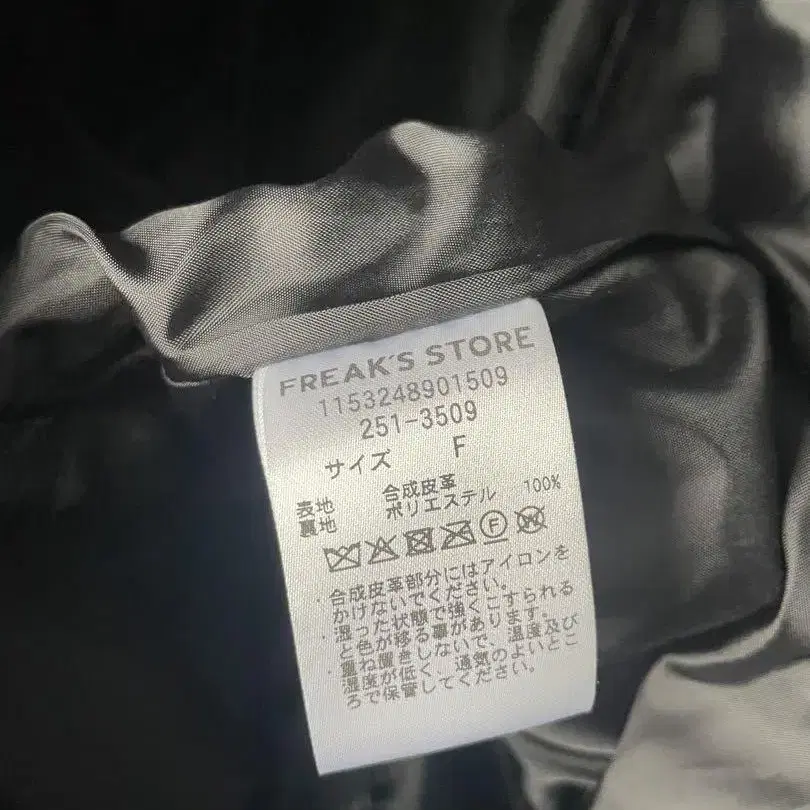 FREAK'S STORE
1153248901509
251-3509
サイズ F
表地 合成皮革
裏地 ポリエステル 100%
F W
・合成皮革部分にはアイロンを
かけないでください。
・湿った状態で強くこすられる
と色が移る事があります。
・重ね置きしないで、温度及び
湿度が低く、通気のよいとこ
ろで保管してください。